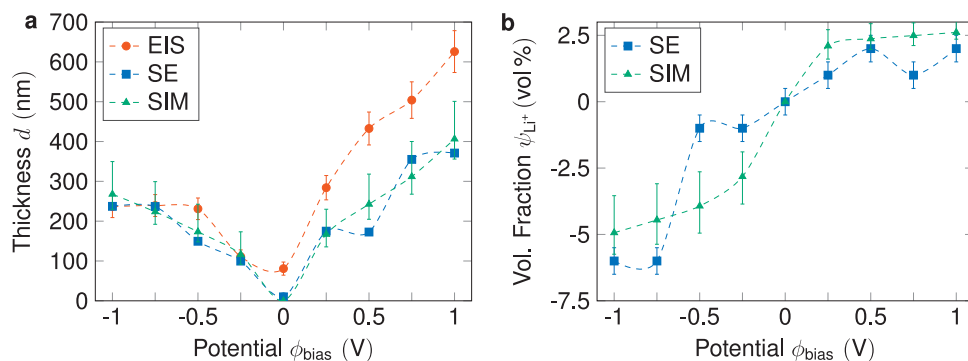 a
700
600
500
400
300
200
100
0
Thickness d (nm)
EIS
SE
SIM
-1
-0.5
0
0.5
1
Potential ϕbias (V)
b
2.5
0
-2.5
-5
-7.5
Vol. Fraction ψLi+ (vol %)
SE
SIM
-1
-0.5
0
0.5
1
Potential ϕbias (V)